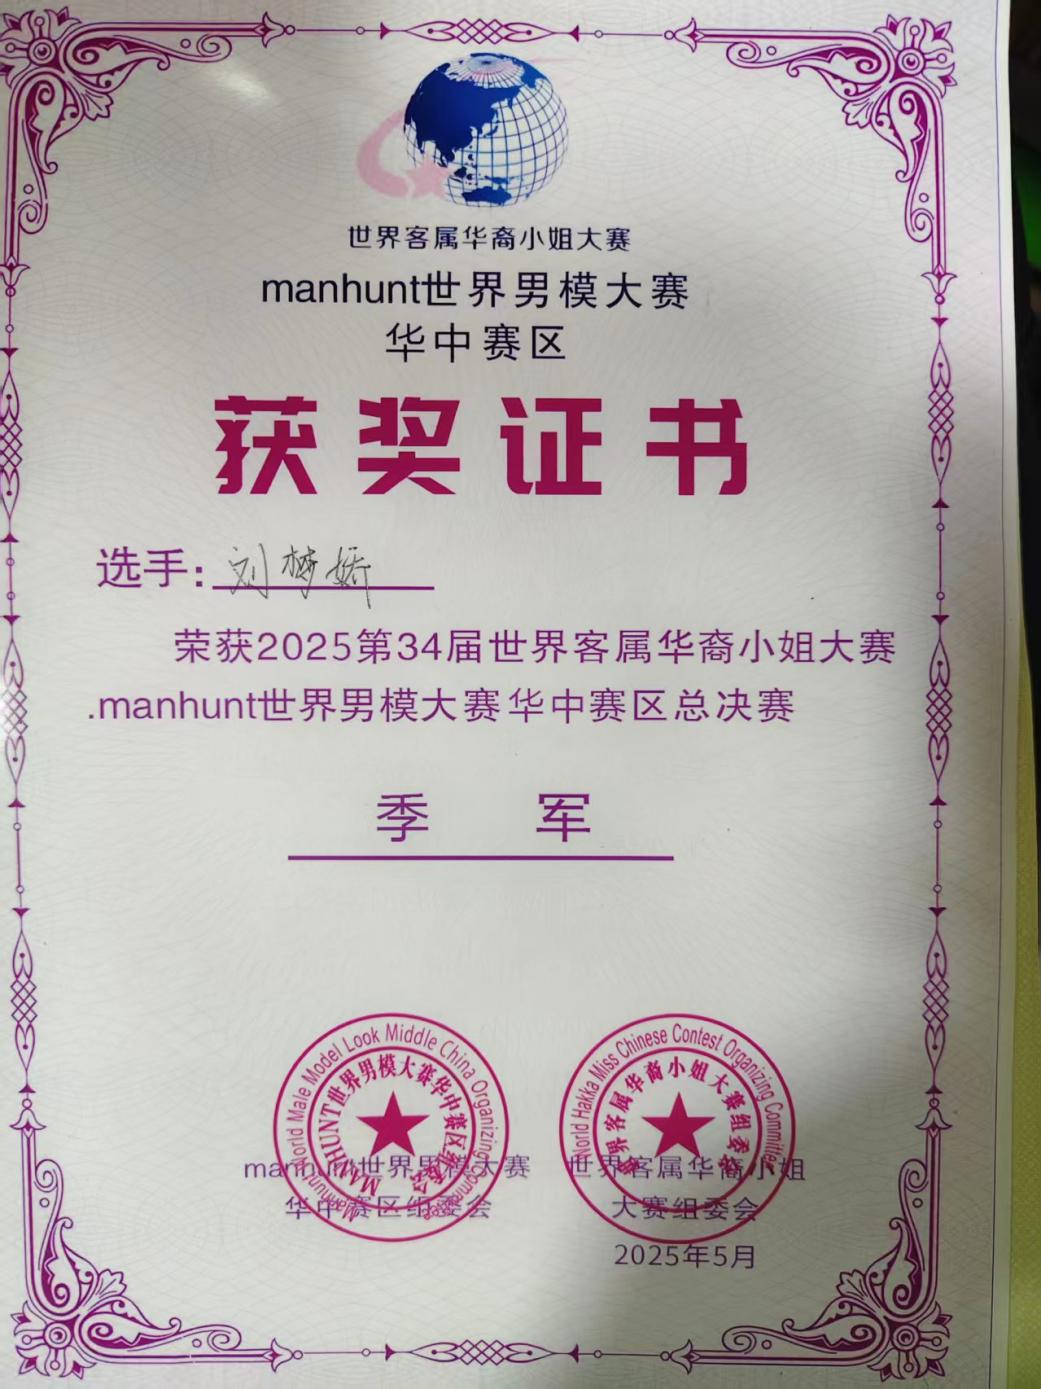 世界客属华裔小姐大赛
manhunt世界男模大赛
华中赛区
获奖证书
选手:刘梦娇
荣获2025第34届世界客属华裔小姐大赛
.manhunt世界男模大赛华中赛区总决赛
季 军
World Male Model Look Middle China Organizing Committee
MANHUNT世界男模大赛华中赛区组委会
manhunt世界男模大赛
华中赛区组委会
World Hakka Miss Chinese Contest Organizing Committee
世界客属华裔小姐大赛组委会
世界客属华裔小姐
大赛组委会
2025年5月